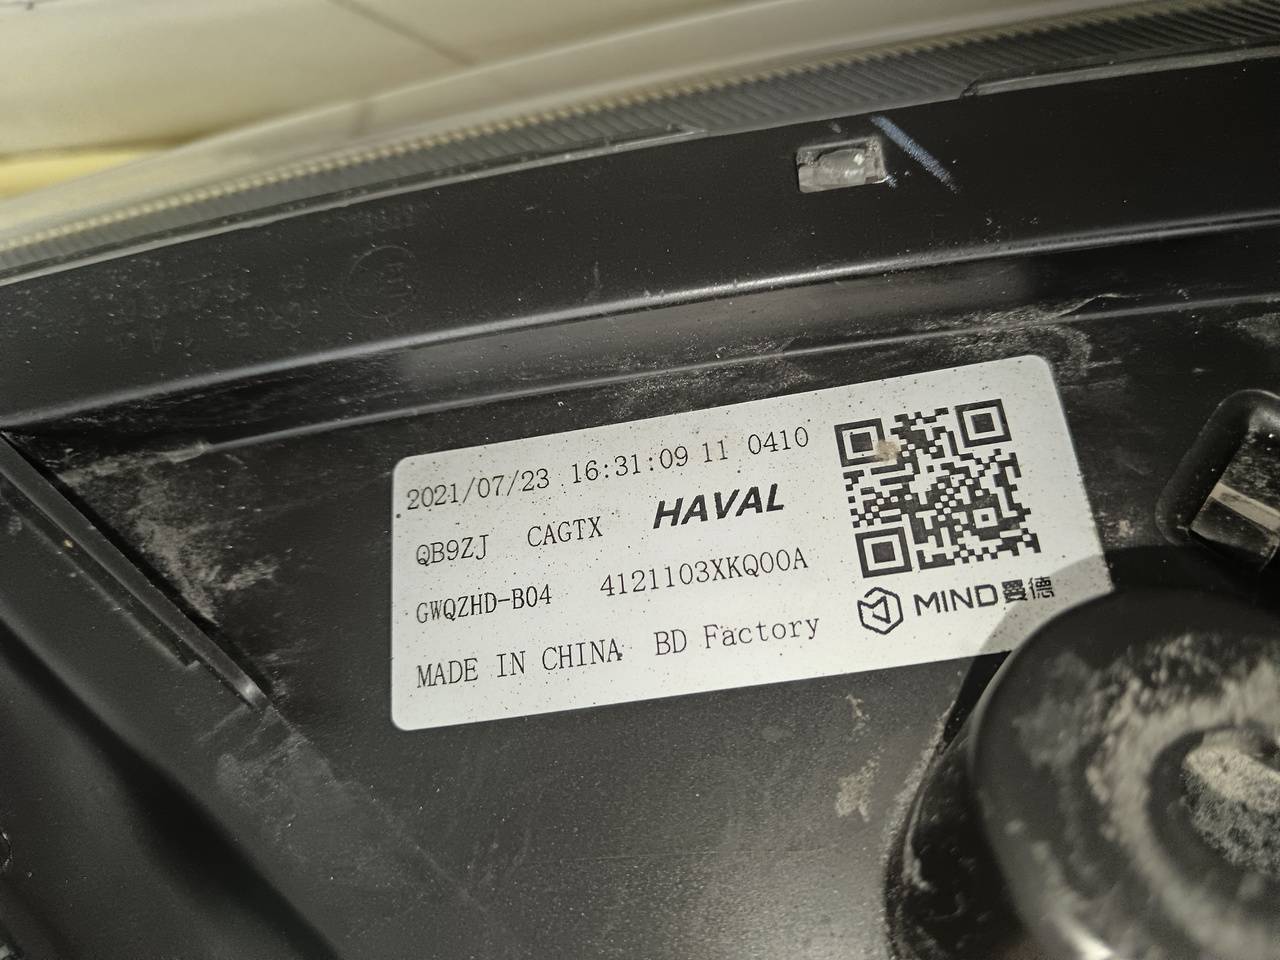 2021/07/23 16:31:09 11 0410
QB9ZJ CAGTX HAVAL
GWQZHD-B04 4121103XKQ00A
MADE IN CHINA BD Factory
MIND 曼德